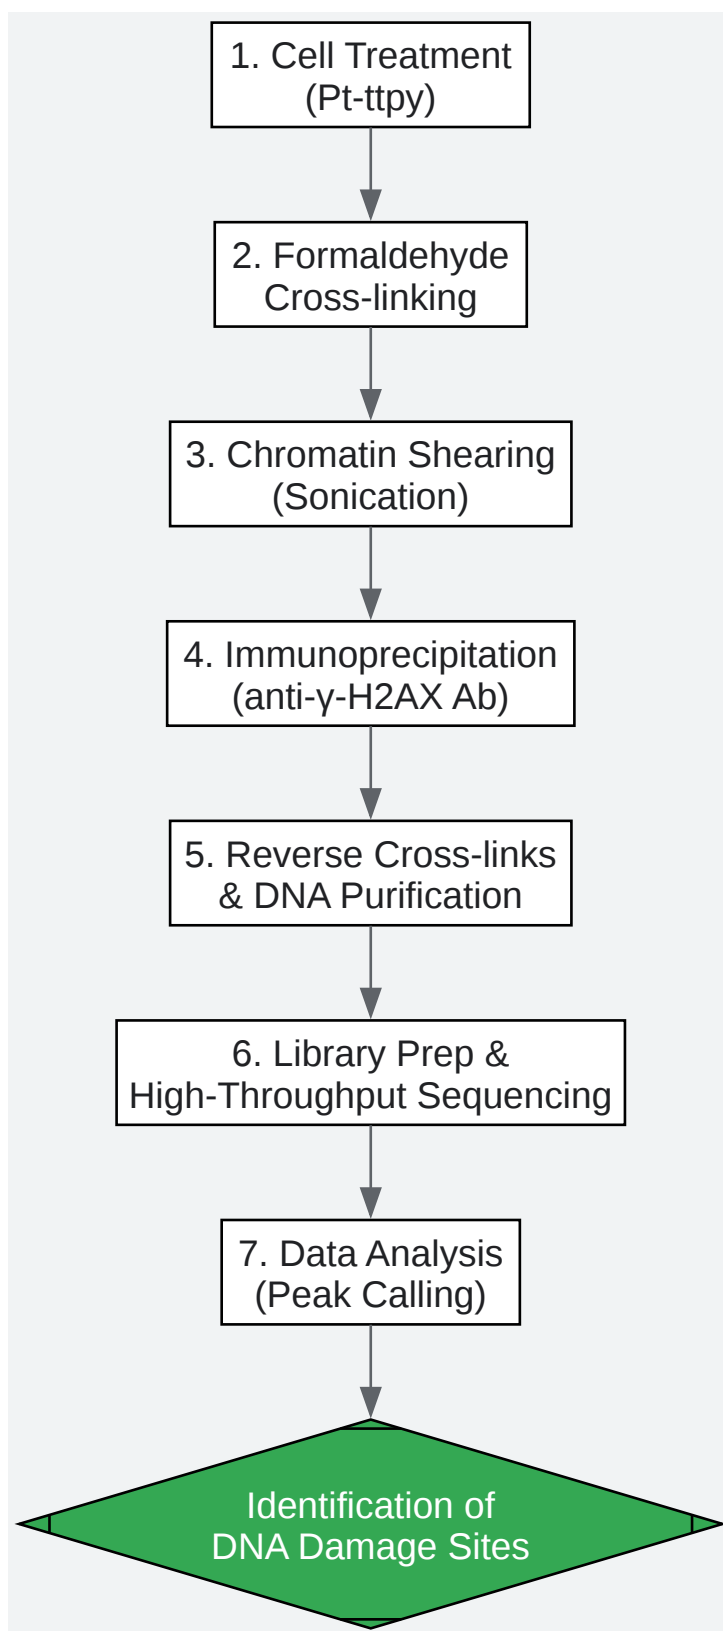 1. Cell Treatment
(Pt-ttpy)
2. Formaldehyde
Cross-linking
3. Chromatin Shearing
(Sonication)
4. Immunoprecipitation
(anti-γ-H2AX Ab)
5. Reverse Cross-links
& DNA Purification
6. Library Prep &
High-Throughput Sequencing
7. Data Analysis
(Peak Calling)
Identification of
DNA Damage Sites